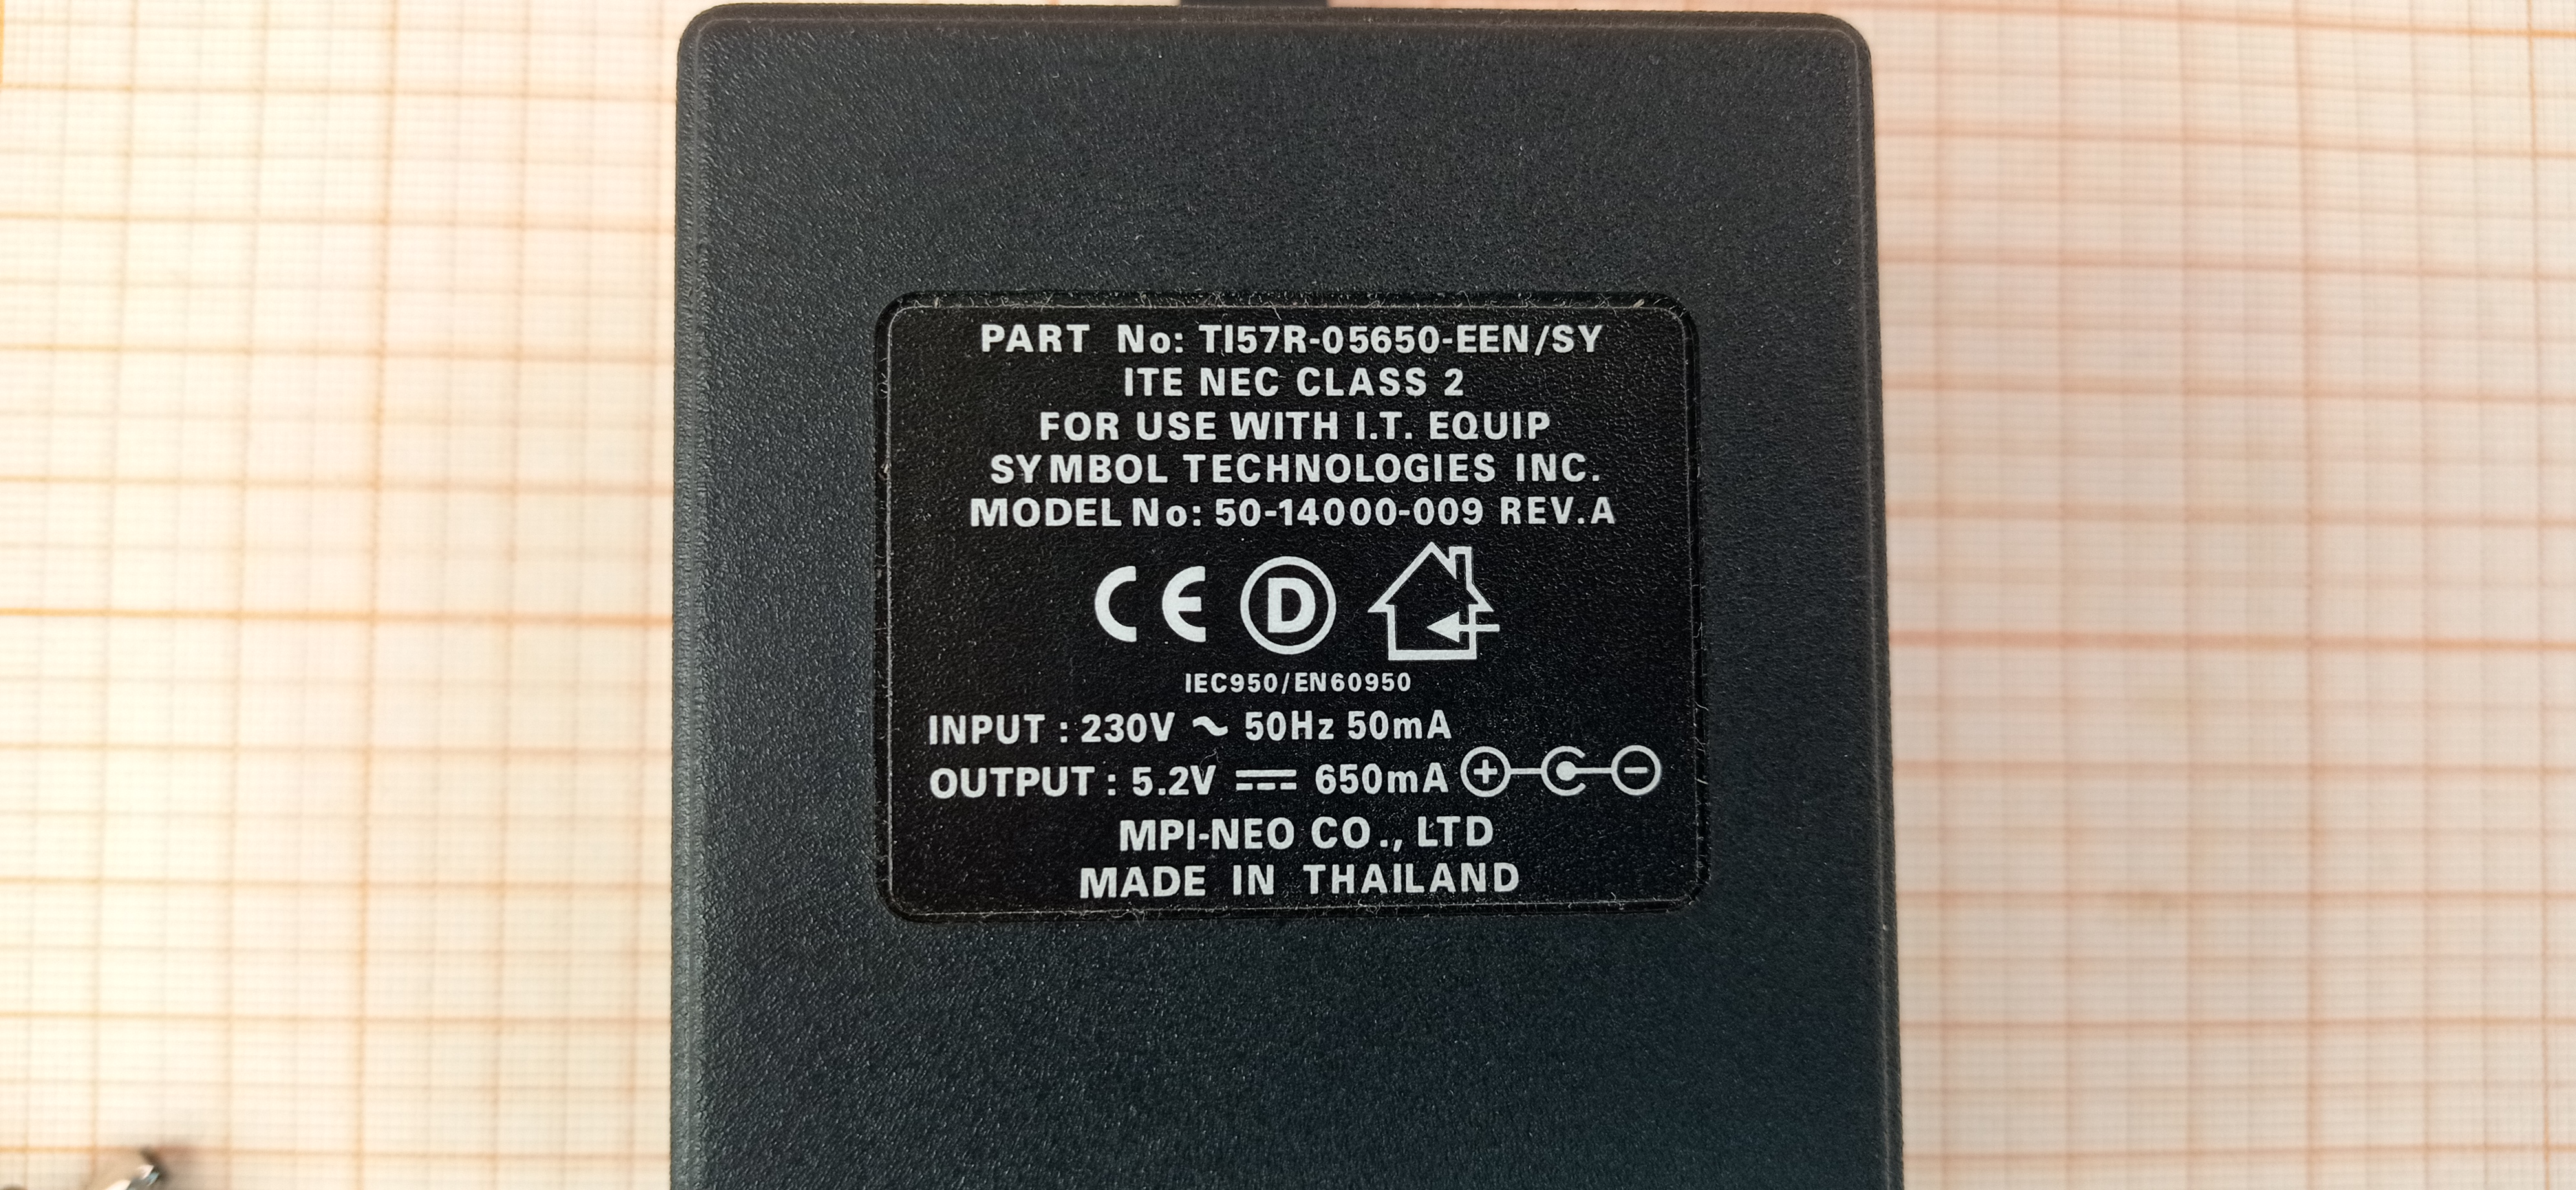 PART No: TI57R-05650-EEN/SY
ITE NEC CLASS 2
FOR USE WITH I.T. EQUIP
SYMBOL TECHNOLOGIES INC.
MODEL No: 50-14000-009 REV.A
CE D
IEC950/EN60950
INPUT : 230V ~ 50Hz 50mA
OUTPUT : 5.2V ⎓ 650mA + −
MPI-NEO CO., LTD
MADE IN THAILAND